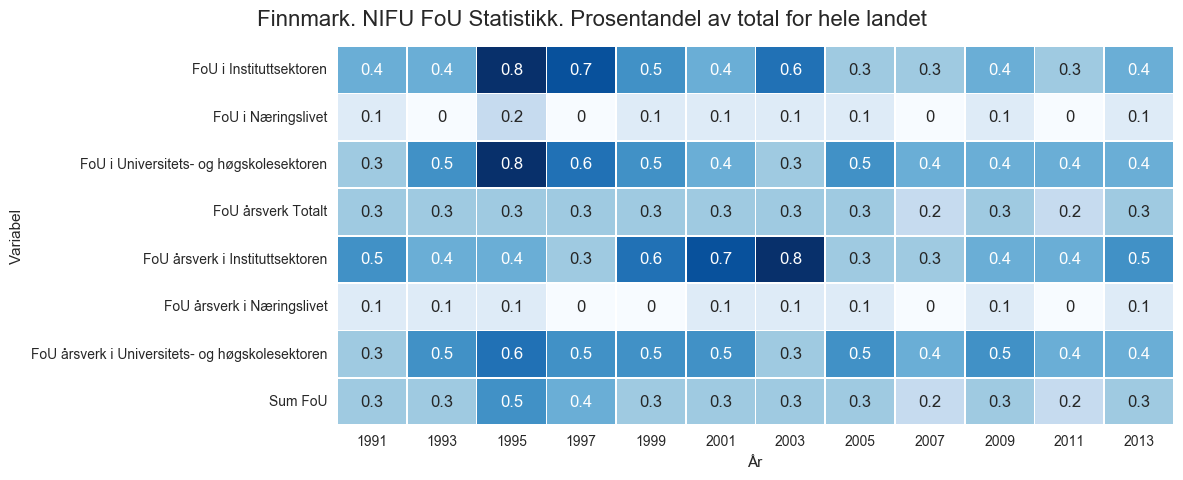 Finnmark. NIFU FoU Statistikk. Prosentandel av total for hele landet
Variabel
FoU i Instituttsektoren 0.4 0.4 0.8 0.7 0.5 0.4 0.6 0.3 0.3 0.4 0.3 0.4
FoU i Næringslivet 0.1 0 0.2 0 0.1 0.1 0.1 0.1 0 0.1 0 0.1
FoU i Universitets- og høgskolesektoren 0.3 0.5 0.8 0.6 0.5 0.4 0.3 0.5 0.4 0.4 0.4 0.4
FoU årsverk Totalt 0.3 0.3 0.3 0.3 0.3 0.3 0.3 0.3 0.2 0.3 0.2 0.3
FoU årsverk i Instituttsektoren 0.5 0.4 0.4 0.3 0.6 0.7 0.8 0.3 0.3 0.4 0.4 0.5
FoU årsverk i Næringslivet 0.1 0.1 0.1 0 0 0.1 0.1 0.1 0 0.1 0 0.1
FoU årsverk i Universitets- og høgskolesektoren 0.3 0.5 0.6 0.5 0.5 0.5 0.3 0.5 0.4 0.5 0.4 0.4
Sum FoU 0.3 0.3 0.5 0.4 0.3 0.3 0.3 0.3 0.2 0.3 0.2 0.3
1991 1993 1995 1997 1999 2001 2003 2005 2007 2009 2011 2013
År